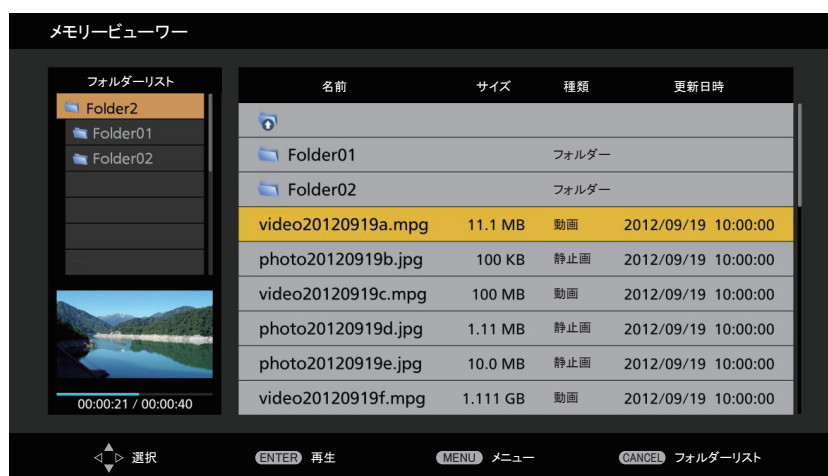 メモリービューワー
フォルダーリスト
Folder2
Folder01
Folder02
00:00:21 / 00:00:40
名前 サイズ 種類 更新日時
Folder01 フォルダー
Folder02 フォルダー
video20120919a.mpg 11.1 MB 動画 2012/09/19 10:00:00
photo20120919b.jpg 100 KB 静止画 2012/09/19 10:00:00
video20120919c.mpg 100 MB 動画 2012/09/19 10:00:00
photo20120919d.jpg 1.11 MB 静止画 2012/09/19 10:00:00
photo20120919e.jpg 10.0 MB 静止画 2012/09/19 10:00:00
video20120919f.mpg 1.111 GB 動画 2012/09/19 10:00:00
選択 ENTER 再生 MENU メニュー CANCEL フォルダーリスト